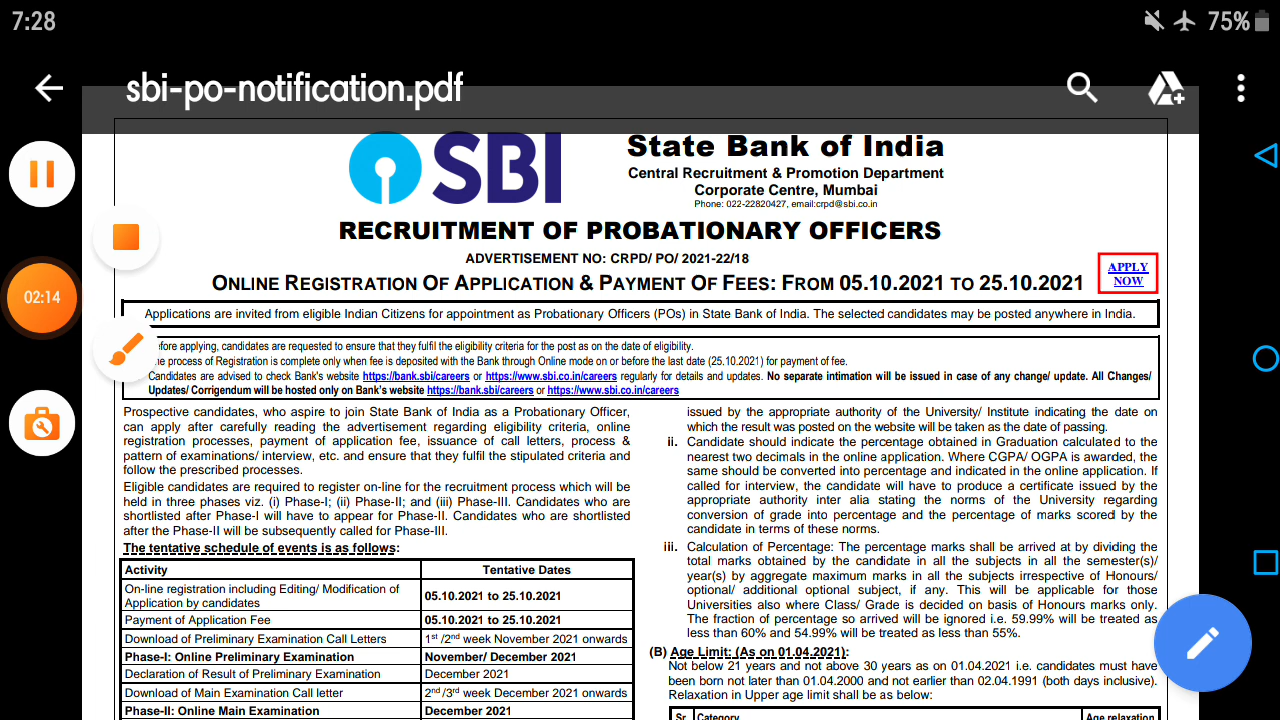 7:28
75%
sbi-po-notification.pdf
02:14
SBI
State Bank of India
Central Recruitment & Promotion Department
Corporate Centre, Mumbai
Phone: 022-22820427, email:crpd@sbi.co.in
RECRUITMENT OF PROBATIONARY OFFICERS
ADVERTISEMENT NO: CRPD/ PO/ 2021-22/18
ONLINE REGISTRATION OF APPLICATION & PAYMENT OF FEES: FROM 05.10.2021 TO 25.10.2021
APPLY
NOW
Applications are invited from eligible Indian Citizens for appointment as Probationary Officers (POs) in State Bank of India. The selected candidates may be posted anywhere in India.
efore applying, candidates are requested to ensure that they fulfil the eligibility criteria for the post as on the date of eligibility.
e process of Registration is complete only when fee is deposited with the Bank through Online mode on or before the last date (25.10.2021) for payment of fee.
Candidates are advised to check Bank's website https://bank.sbi/careers or https://www.sbi.co.in/careers regularly for details and updates. No separate intimation will be issued in case of any change/ update. All Changes/
Updates/ Corrigendum will be hosted only on Bank's website https://bank.sbi/careers or https://www.sbi.co.in/careers
Prospective candidates, who aspire to join State Bank of India as a Probationary Officer,
can apply after carefully reading the advertisement regarding eligibility criteria, online
registration processes, payment of application fee, issuance of call letters, process &
pattern of examinations/ interview, etc. and ensure that they fulfil the stipulated criteria and
follow the prescribed processes.
Eligible candidates are required to register on-line for the recruitment process which will be
held in three phases viz. (i) Phase-I; (ii) Phase-II; and (iii) Phase-III. Candidates who are
shortlisted after Phase-I will have to appear for Phase-II. Candidates who are shortlisted
after the Phase-II will be subsequently called for Phase-III.
The tentative schedule of events is as follows:
Activity Tentative Dates
On-line registration including Editing/ Modification of
Application by candidates 05.10.2021 to 25.10.2021
Payment of Application Fee 05.10.2021 to 25.10.2021
Download of Preliminary Examination Call Letters 1st /2nd week November 2021 onwards
Phase-I: Online Preliminary Examination November/ December 2021
Declaration of Result of Preliminary Examination December 2021
Download of Main Examination Call letter 2nd /3rd week December 2021 onwards
Phase-II: Online Main Examination December 2021
issued by the appropriate authority of the University/ Institute indicating the date on
which the result was posted on the website will be taken as the date of passing.
ii. Candidate should indicate the percentage obtained in Graduation calculated to the
nearest two decimals in the online application. Where CGPA/ OGPA is awarded, the
same should be converted into percentage and indicated in the online application. If
called for interview, the candidate will have to produce a certificate issued by the
appropriate authority inter alia stating the norms of the University regarding
conversion of grade into percentage and the percentage of marks scored by the
candidate in terms of these norms.
iii. Calculation of Percentage: The percentage marks shall be arrived at by dividing the
total marks obtained by the candidate in all the subjects in all the semester(s)/
year(s) by aggregate maximum marks in all the subjects irrespective of Honours/
optional/ additional optional subject, if any. This will be applicable for those
Universities also where Class/ Grade is decided on basis of Honours marks only.
The fraction of percentage so arrived will be ignored i.e. 59.99% will be treated as
less than 60% and 54.99% will be treated as less than 55%.
(B) Age Limit: (As on 01.04.2021):
Not below 21 years and not above 30 years as on 01.04.2021 i.e. candidates must have
been born not later than 01.04.2000 and not earlier than 02.04.1991 (both days inclusive).
Relaxation in Upper age limit shall be as below:
Sr. Category Age relaxation